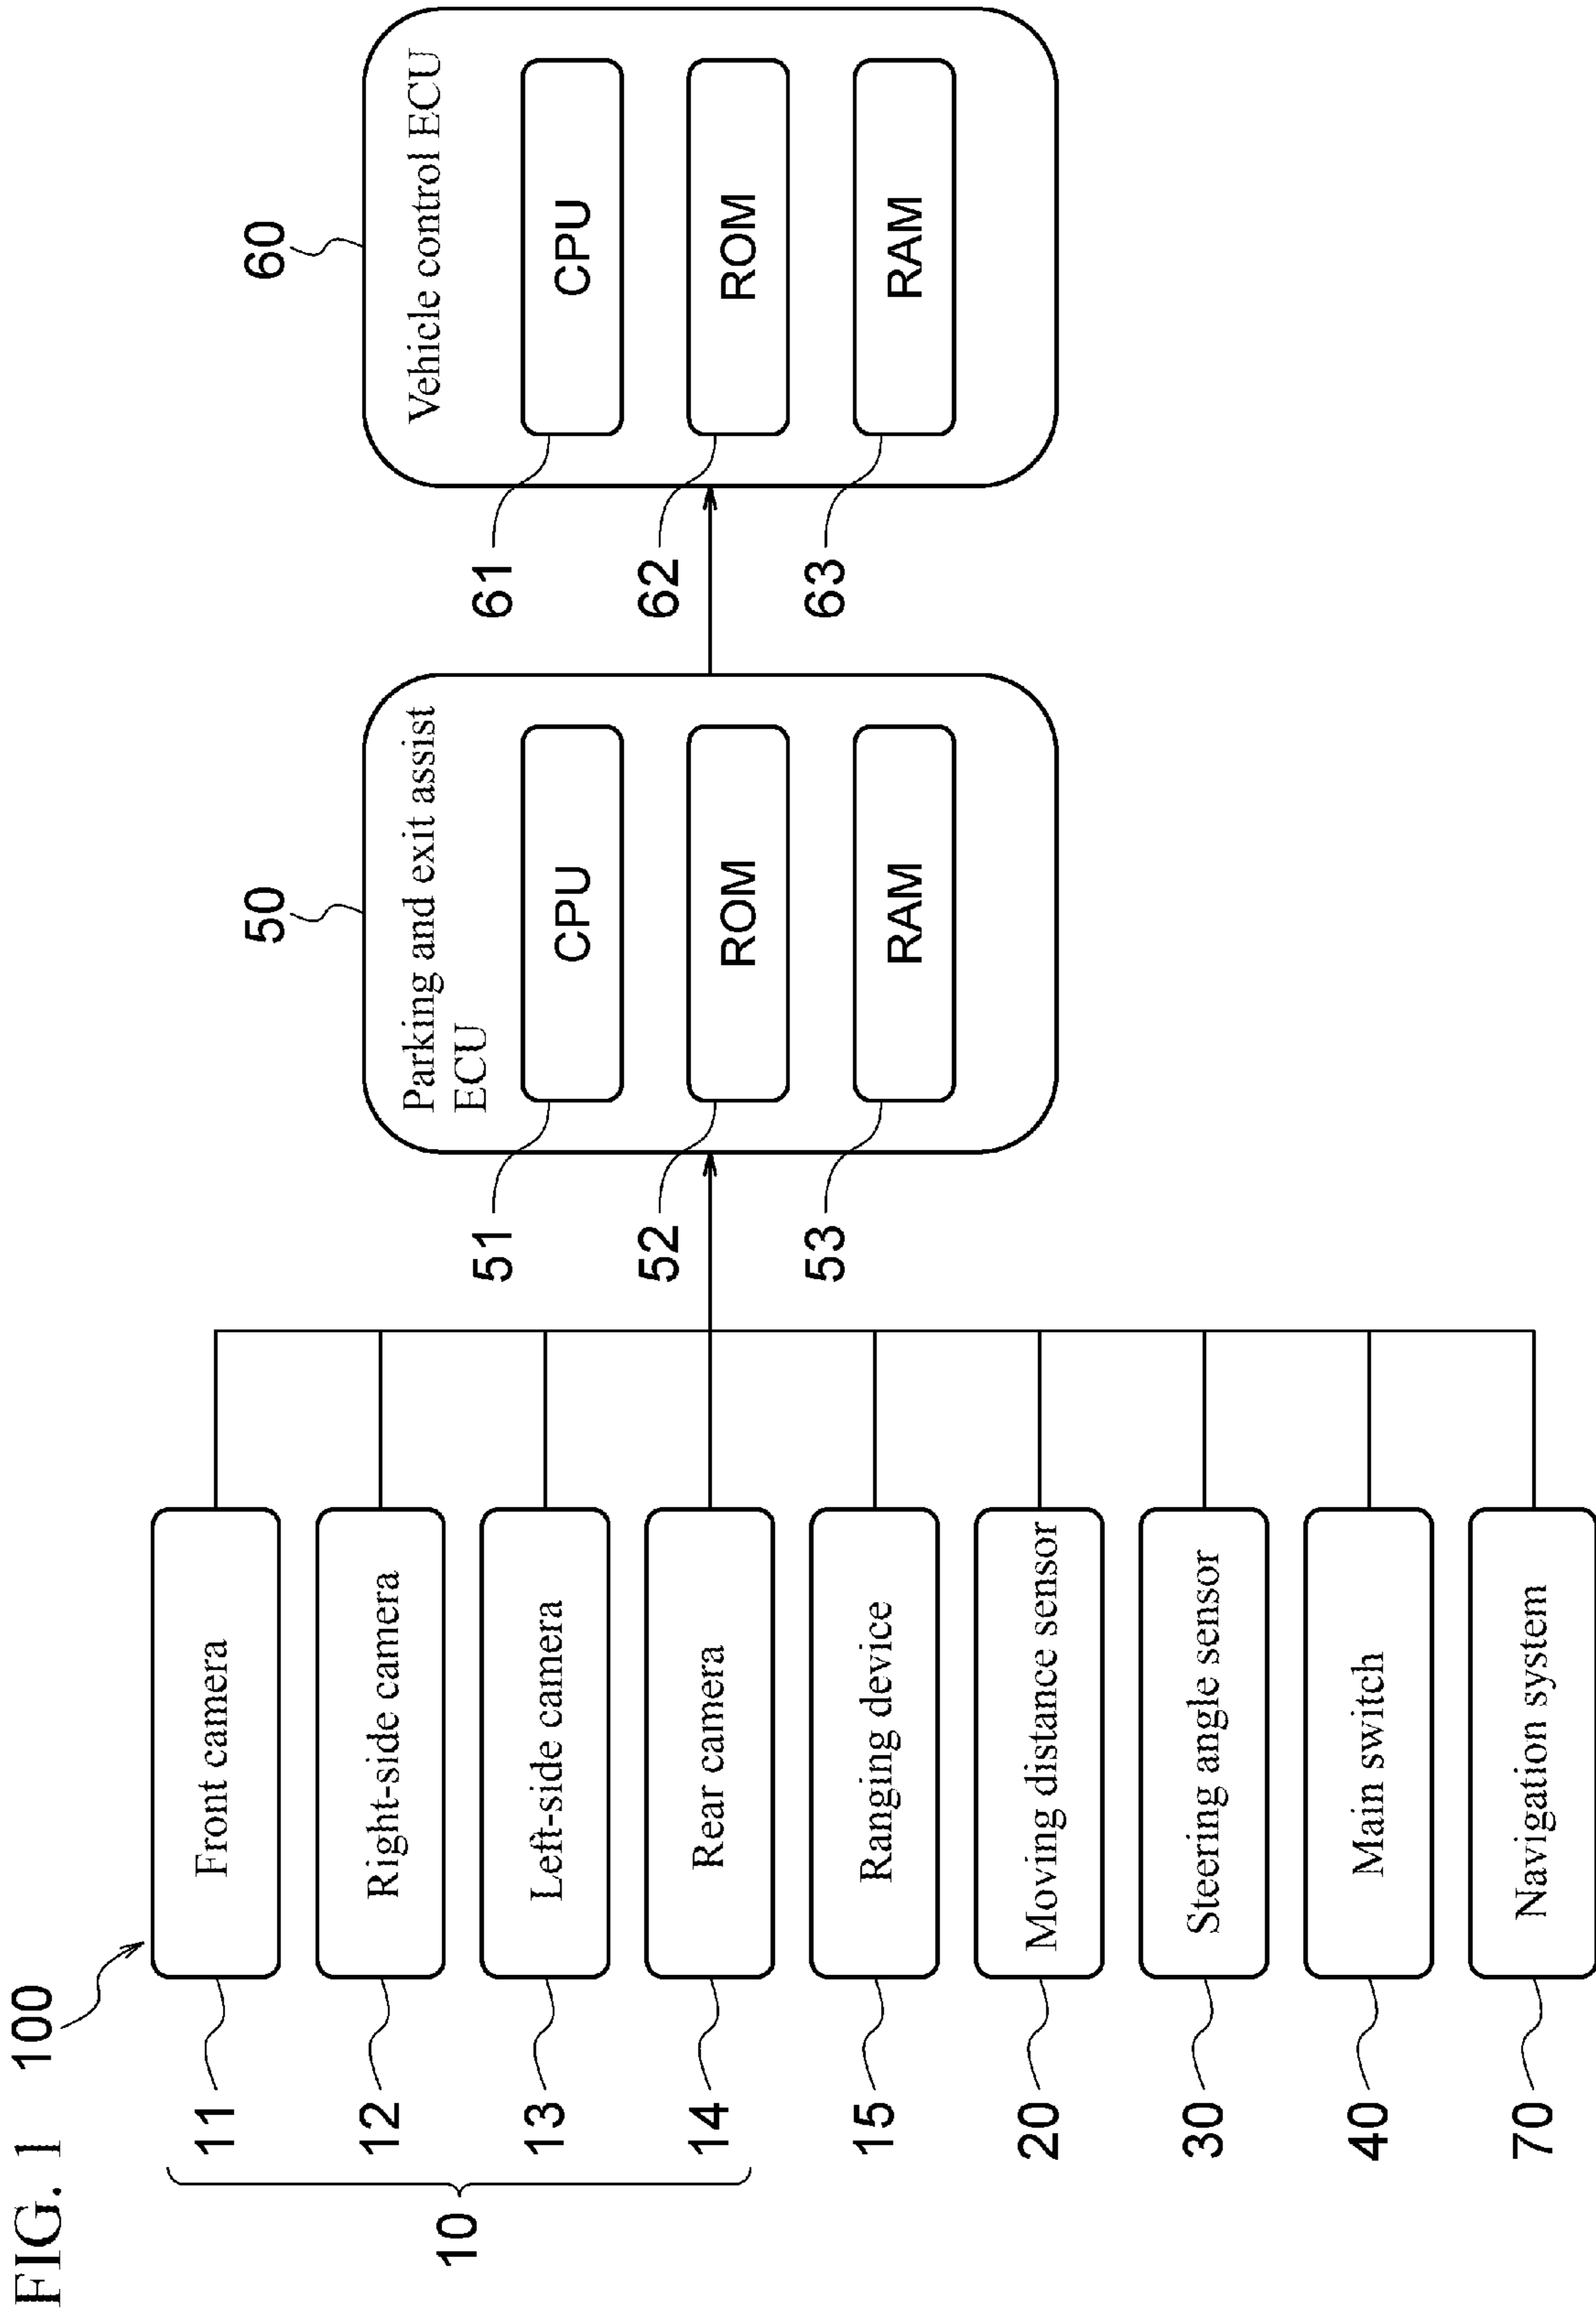 FIG. 1
100
10
11
Front camera
12
Right-side camera
13
Left-side camera
14
Rear camera
15
Ranging device
20
Moving distance sensor
30
Steering angle sensor
40
Main switch
70
Navigation system
50
Parking and exit assist
ECU
51
CPU
52
ROM
53
RAM
60
Vehicle control ECU
61
CPU
62
ROM
63
RAM